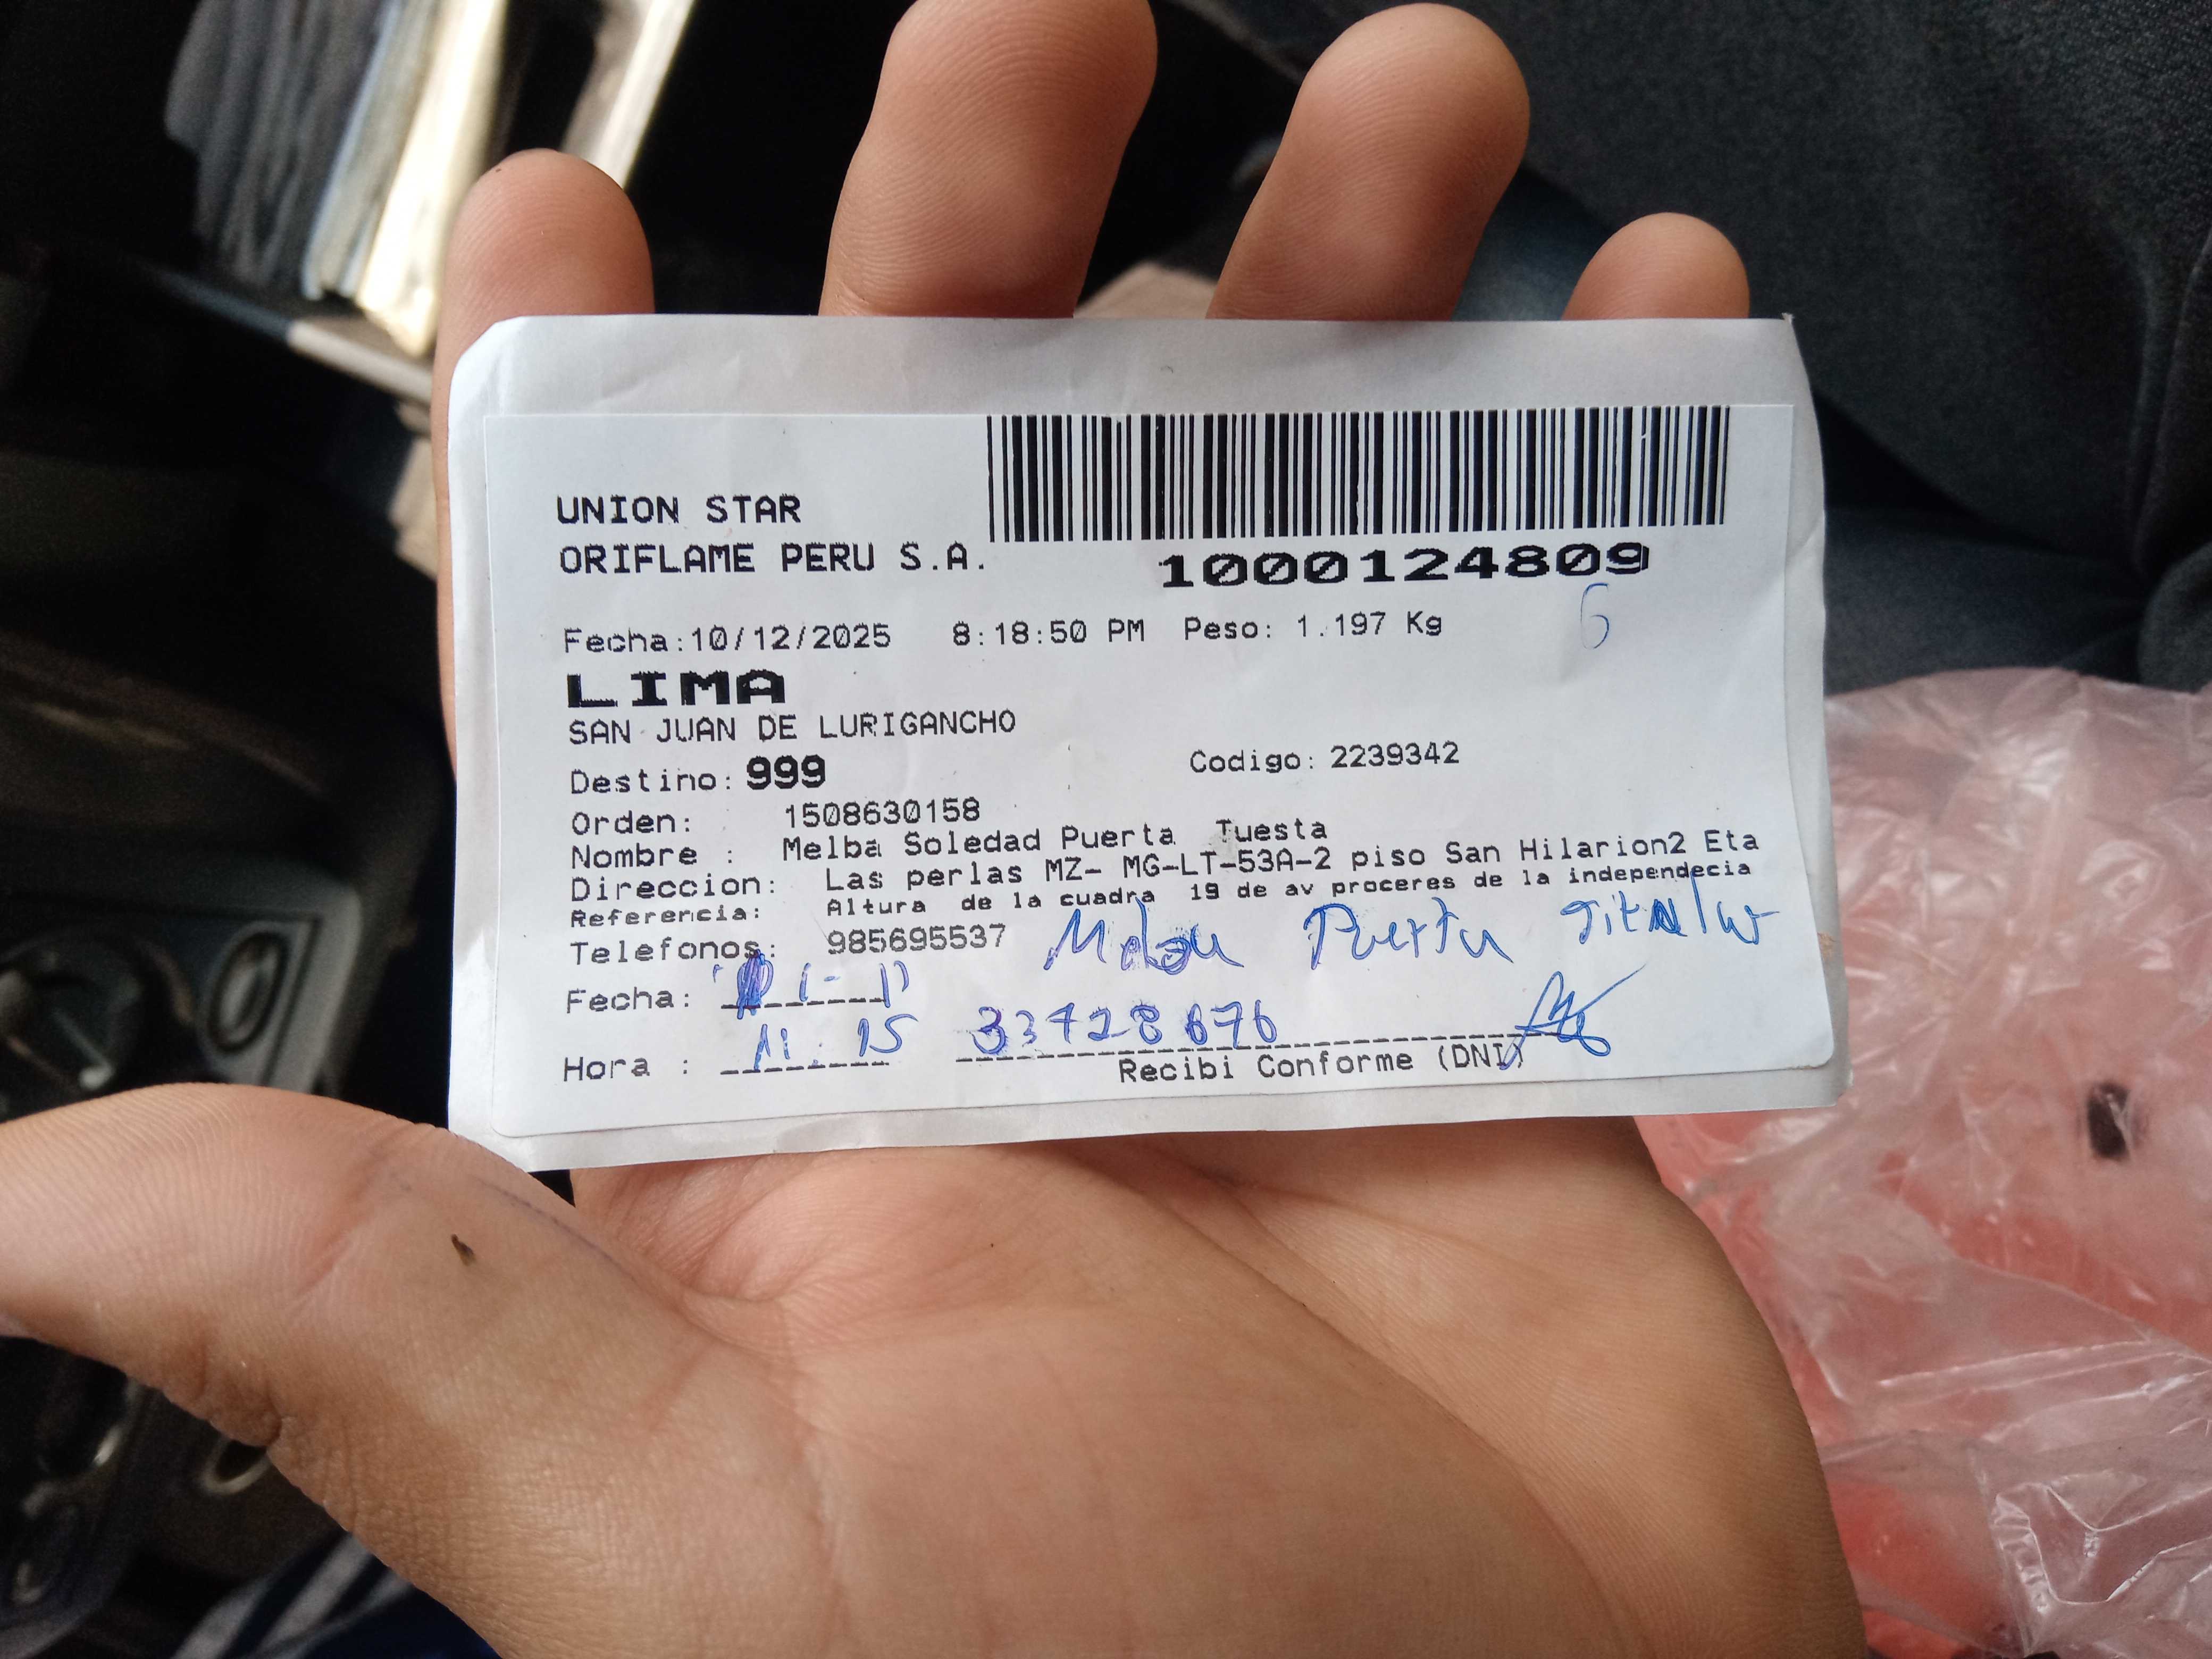 UNION STAR
ORIFLAME PERU S.A.
1000124809
6
Fecha:10/12/2025 8:18:50 PM Peso: 1.197 Kg
LIMA
SAN JUAN DE LURIGANCHO
Destino: 999 Codigo: 2239342
Orden: 1508630158
Nombre : Melba Soledad Puerta Tuesta
Direccion: Las perlas MZ- MG-LT-53A-2 piso San Hilarion2 Eta
Referencia: Altura de la cuadra 19 de av proceres de la independecia
Telefonos: 985695537 Puerta Titular
Fecha:
Hora : 11:15 33728676
Recibi Conforme (DNI)